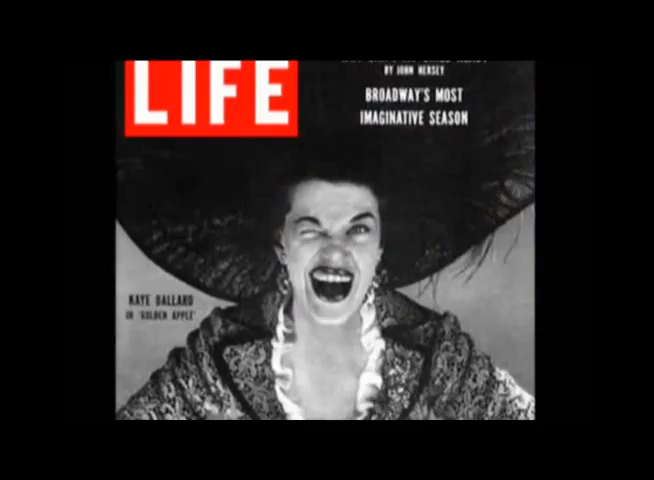 LIFE
BY JOHN HERSEY
BROADWAY'S MOST
IMAGINATIVE SEASON
KAYE BALLARD
IN 'GOLDEN APPLE'